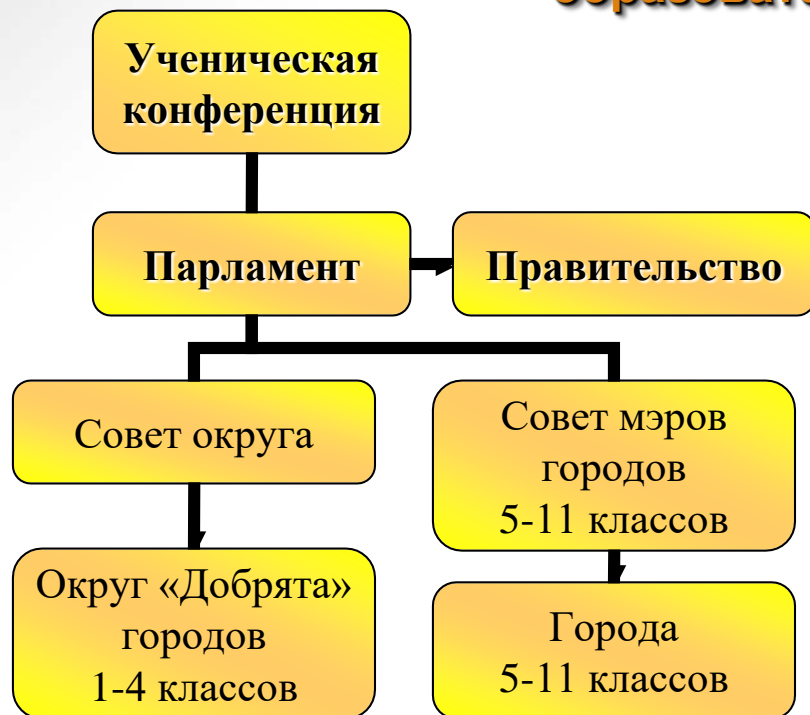 Ученическая
конференция
Парламент
Правительство
Совет округа
Совет мэров
городов
5-11 классов
Округ «Добрята»
городов
1-4 классов
Города
5-11 классов